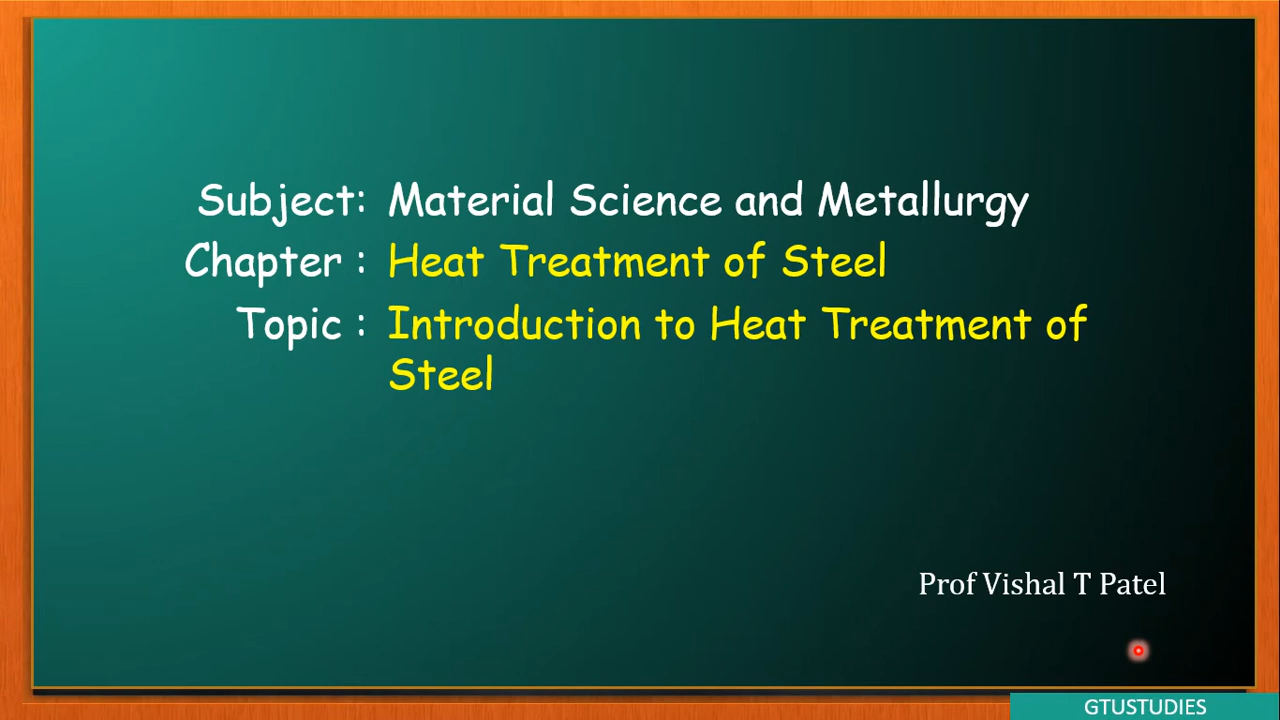 Subject: Material Science and Metallurgy
Chapter : Heat Treatment of Steel
Topic : Introduction to Heat Treatment of
Steel
Prof Vishal T Patel
GTUSTUDIES